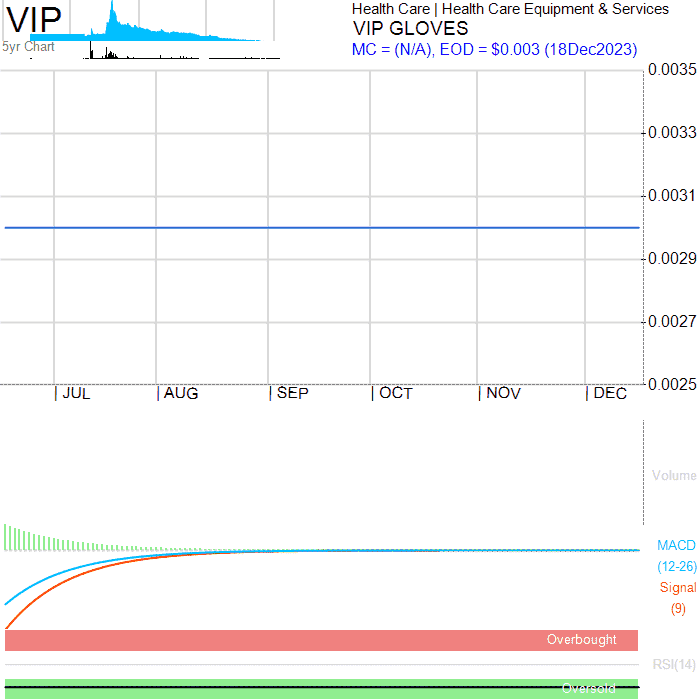 VIP
5yr Chart
Health Care | Health Care Equipment & Services
VIP GLOVES
MC = (N/A), EOD = $0.003 (18Dec2023)
0.0035
0.0033
0.0031
0.0029
0.0027
0.0025
| JUL | AUG | SEP | OCT | NOV | DEC
Volume
MACD
(12-26)
Signal
(9)
Overbought
RSI(14)
Oversold